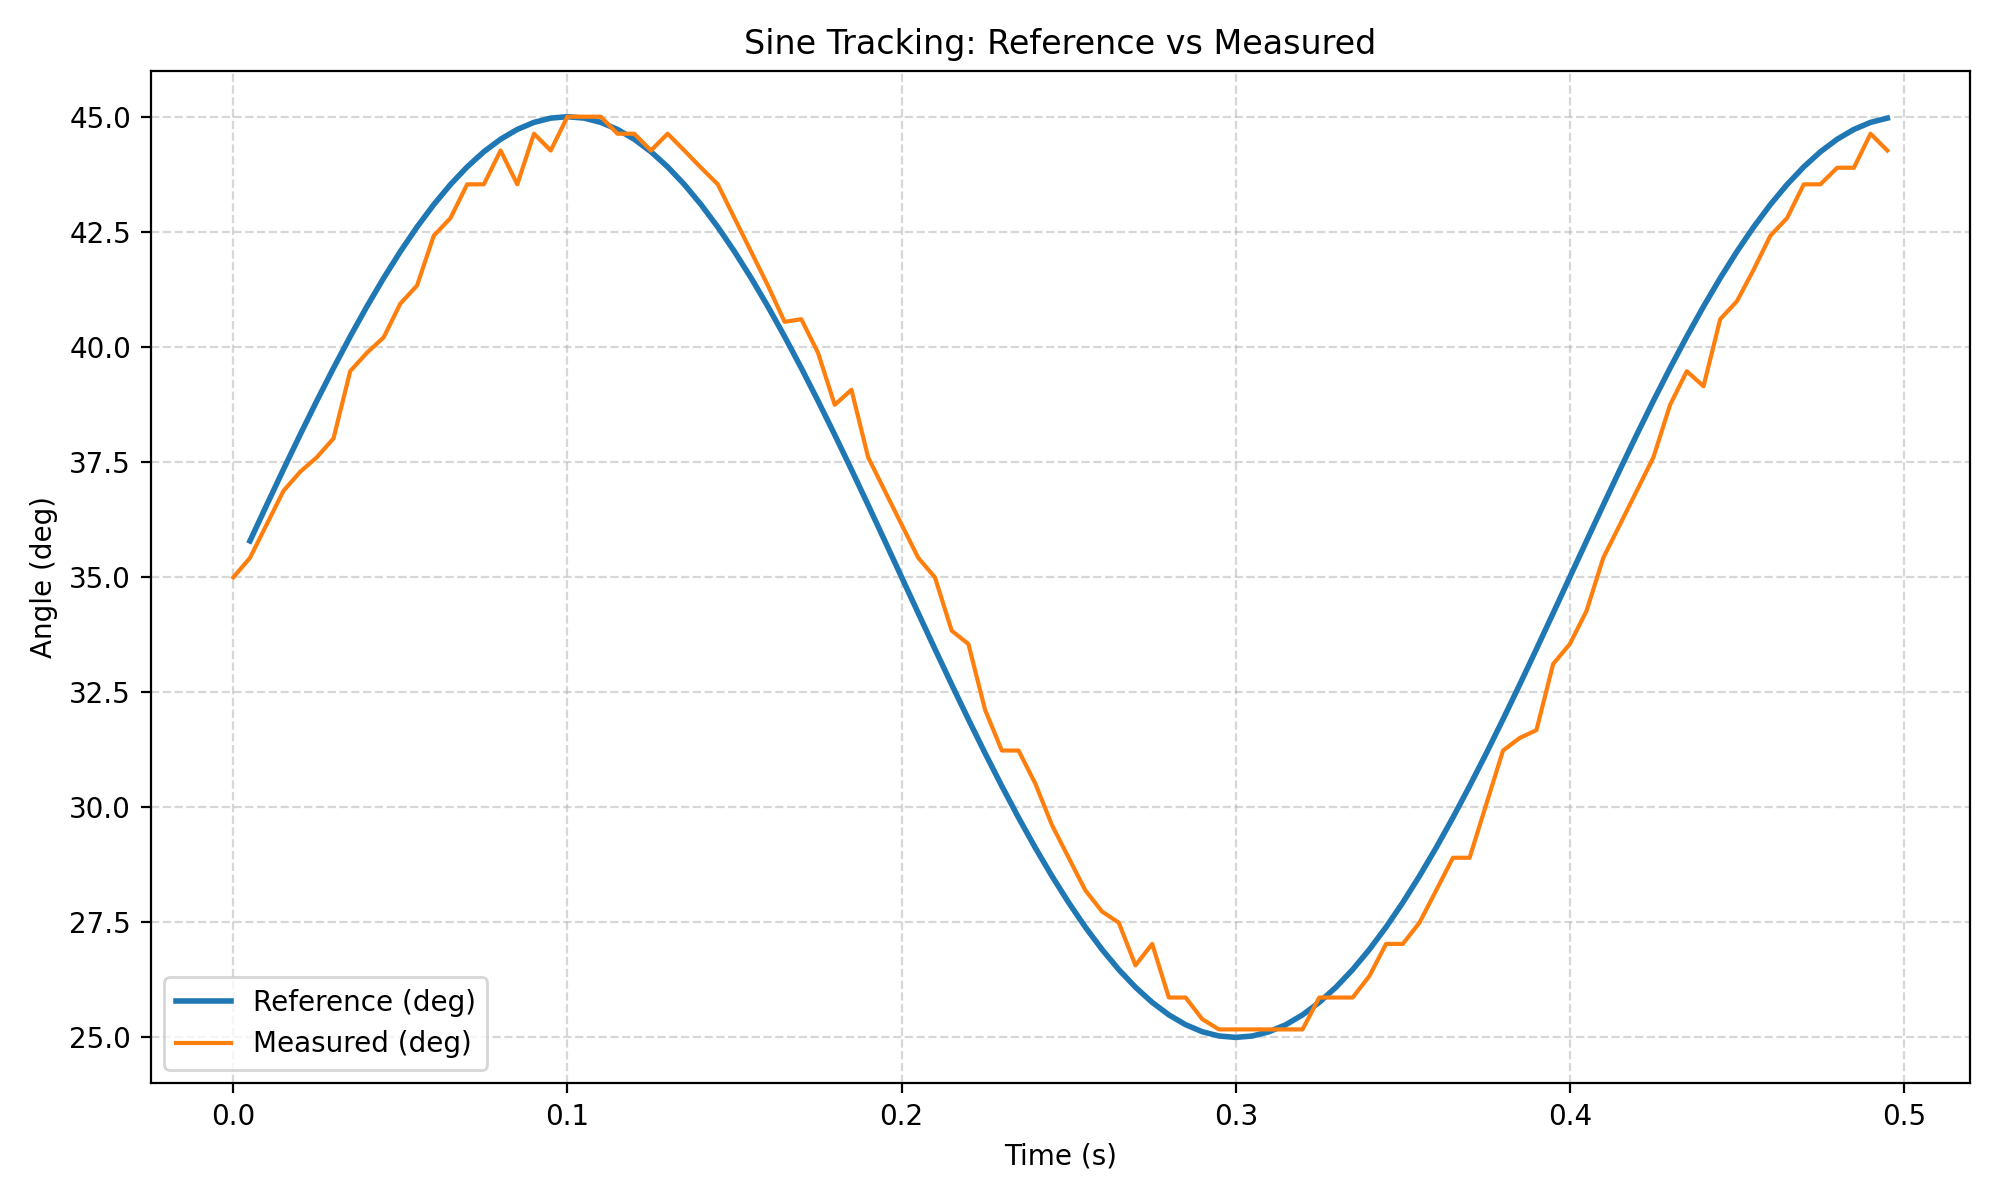 Sine Tracking: Reference vs Measured
45.0
42.5
40.0
37.5
35.0
32.5
30.0
27.5
25.0
Angle (deg)
Reference (deg)
Measured (deg)
0.0 0.1 0.2 0.3 0.4 0.5
Time (s)